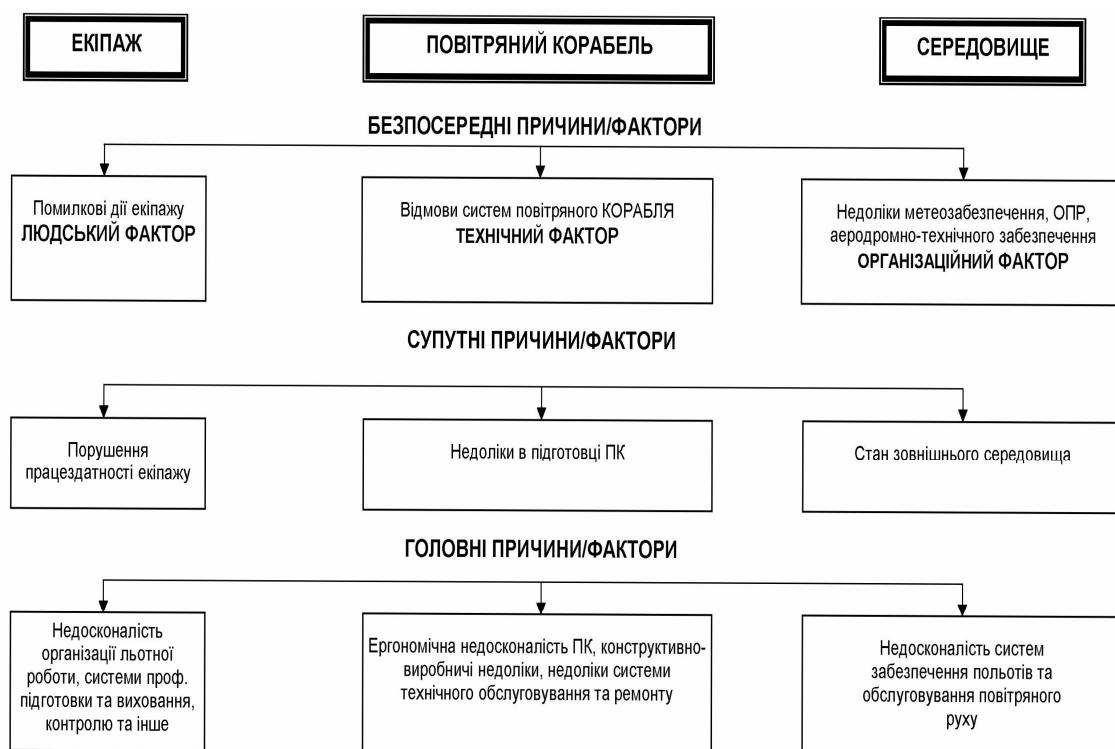 ЕКІПАЖ
ПОВІТРЯНИЙ КОРАБЕЛЬ
СЕРЕДОВИЩЕ
БЕЗПОСЕРЕДНІ ПРИЧИНИ/ФАКТОРИ
Помилкові дії екіпажу
ЛЮДСЬКИЙ ФАКТОР
Відмови систем повітряного КОРАБЛЯ
ТЕХНІЧНИЙ ФАКТОР
Недоліки метеозабезпечення, ОПР,
аеродромно-технічного забезпечення
ОРГАНІЗАЦІЙНИЙ ФАКТОР
СУПУТНІ ПРИЧИНИ/ФАКТОРИ
Порушення
працездатності екіпажу
Недоліки в підготовці ПК
Стан зовнішнього середовища
ГОЛОВНІ ПРИЧИНИ/ФАКТОРИ
Недосконалість
організації льотної
роботи, системи проф.
підготовки та виховання,
контролю та інше
Ергономічна недосконалість ПК, конструктивно-
виробничі недоліки, недоліки системи
технічного обслуговування та ремонту
Недосконалість систем
забезпечення польотів та
обслуговування повітряного
руху